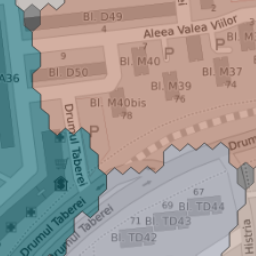 Bl. D49
4
Aleea Valea Viilor
7
P
P
Bl. M
9
Bl. M40
A36
Bl. D50
Bl. M37
74
Bl. M39
76
Bl. M40bis
78
Drumul Taberei
P
Drum
67
Bl. TD44
69
Bl. TD43
71
Bl. TD42
Drumul Taberei
Drumul Taberei
Histria